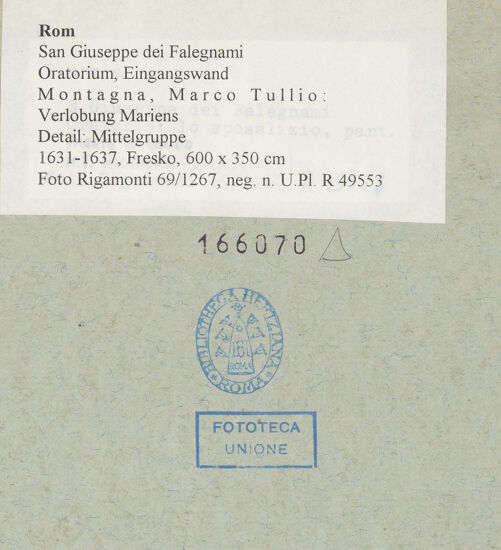 Rom
San Giuseppe dei Falegnami
Oratorium, Eingangswand
Montagna, Marco Tullio:
Verlobung Mariens
Detail: Mittelgruppe
1631-1637, Fresko, 600 x 350 cm
Foto Rigamonti 69/1267, neg. n. U.Pl. R 49553
166070
BIBLIOTHECA HERTZIANA
ROMA
ROMA
FOTOTECA
UNIONE